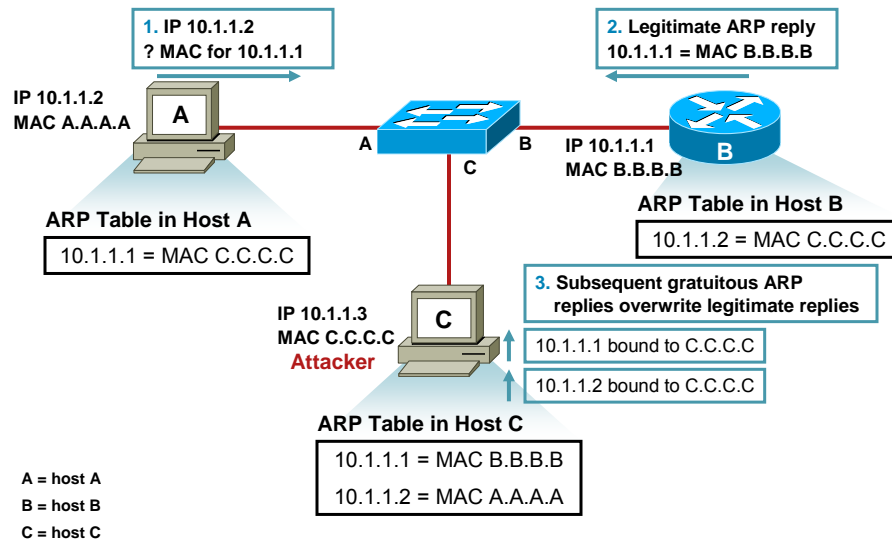 1. IP 10.1.1.2
? MAC for 10.1.1.1
2. Legitimate ARP reply
10.1.1.1 = MAC B.B.B.B
IP 10.1.1.2
MAC A.A.A.A
A
A
B
C
IP 10.1.1.1
MAC B.B.B.B
B
ARP Table in Host A
10.1.1.1 = MAC C.C.C.C
ARP Table in Host B
10.1.1.2 = MAC C.C.C.C
IP 10.1.1.3
MAC C.C.C.C
Attacker
C
3. Subsequent gratuitous ARP
replies overwrite legitimate replies
10.1.1.1 bound to C.C.C.C
10.1.1.2 bound to C.C.C.C
ARP Table in Host C
10.1.1.1 = MAC B.B.B.B
10.1.1.2 = MAC A.A.A.A
A = host A
B = host B
C = host C